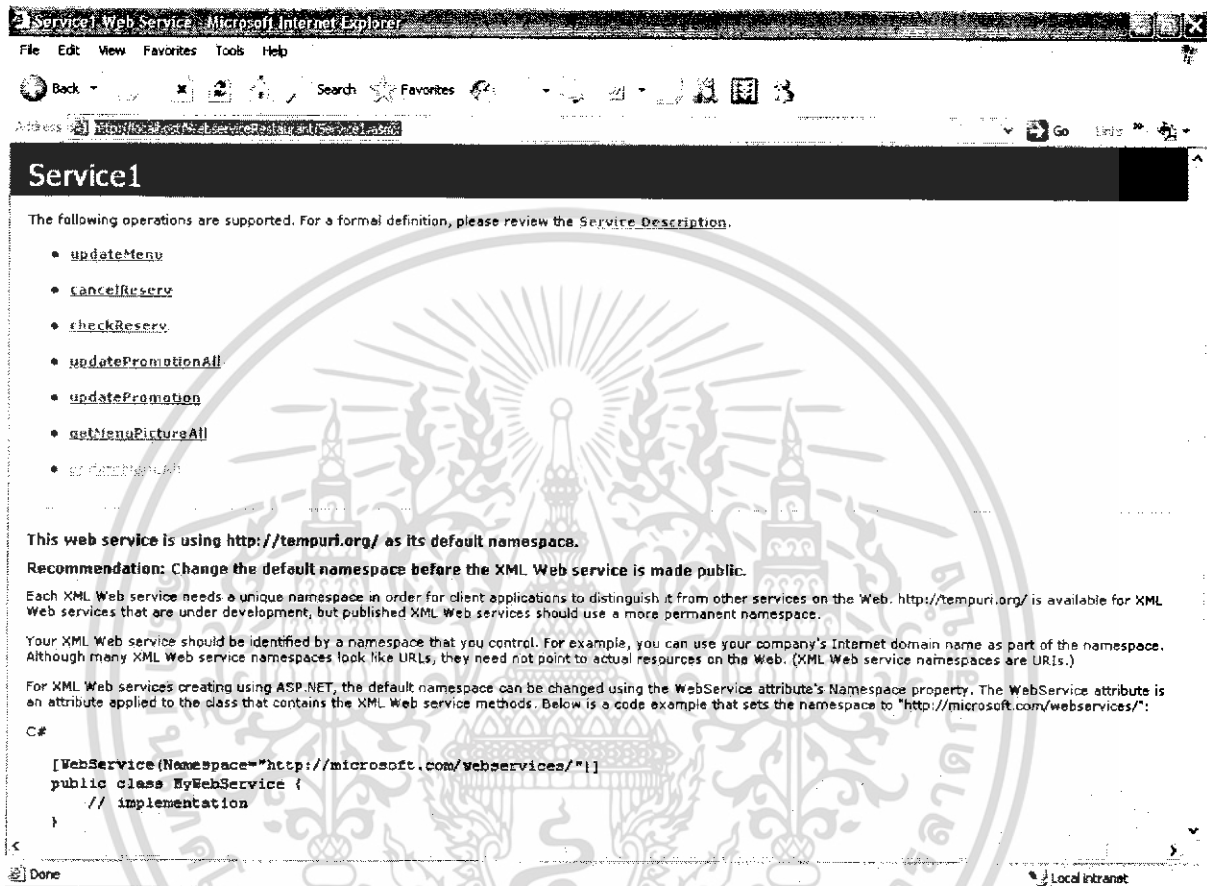 Service1 Web Service - Microsoft Internet Explorer
File Edit View Favorites Tools Help
Back Search Favorites
Address http://localhost/WebserviceRestaurant/Service1.asmx Go Links
Service1
The following operations are supported. For a formal definition, please review the Service Description.
updateMenu
cancelReserv
checkReserv
updatePromotionAll
updatePromotion
getMenuPictureAll
updateMenuAll
This web service is using http://tempuri.org/ as its default namespace.
Recommendation: Change the default namespace before the XML Web service is made public.
Each XML Web service needs a unique namespace in order for client applications to distinguish it from other services on the Web. http://tempuri.org/ is available for XML
Web services that are under development, but published XML Web services should use a more permanent namespace.
Your XML Web service should be identified by a namespace that you control. For example, you can use your company's Internet domain name as part of the namespace.
Although many XML Web service namespaces look like URLs, they need not point to actual resources on the Web. (XML Web service namespaces are URIs.)
For XML Web services creating using ASP.NET, the default namespace can be changed using the WebService attribute's Namespace property. The WebService attribute is
an attribute applied to the class that contains the XML Web service methods. Below is a code example that sets the namespace to "http://microsoft.com/webservices/":
C#
[WebService(Namespace="http://microsoft.com/webservices/")]
public class MyWebService {
// implementation
}
Done Local intranet